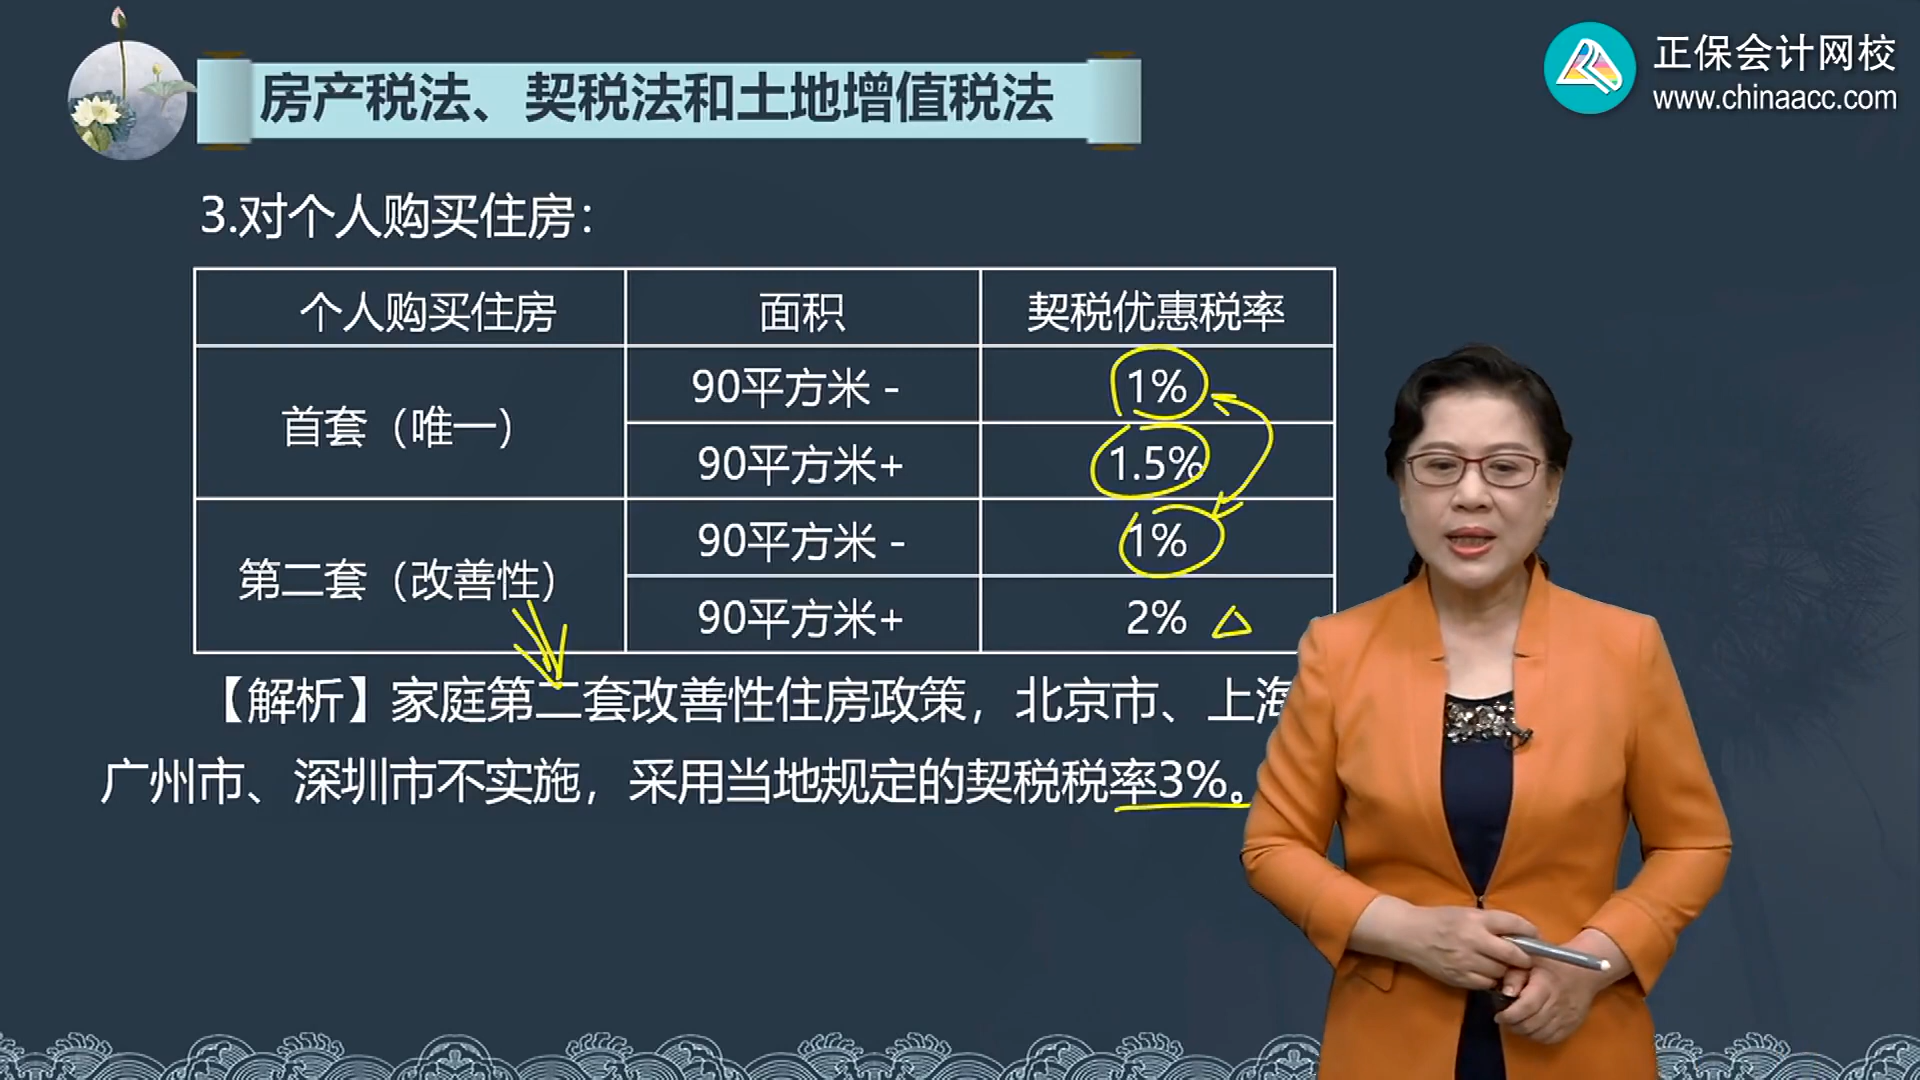 房产税法、契税法和土地增值税法
正保会计网校
www.chinaacc.com
3.对个人购买住房：
个人购买住房 面积 契税优惠税率
首套（唯一） 90平方米 - 1%
90平方米+ 1.5%
第二套（改善性） 90平方米 - 1%
90平方米+ 2%
【解析】家庭第二套改善性住房政策，北京市、上海
广州市、深圳市不实施，采用当地规定的契税税率3%。